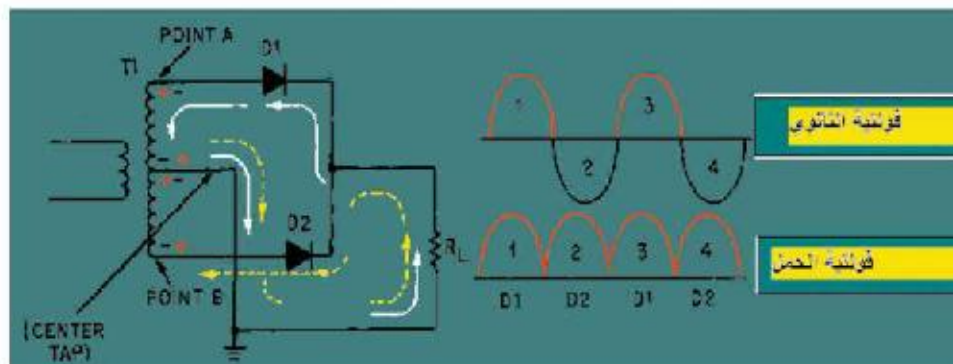 POINT A
T1
D1
+ -
+ -
+ -
- +
D2
R L
POINT B
(CENTER
TAP)
1
2
3
4
فولتية الثانوي
1 2 3 4
D1 D2 D1 D2
فولتية الحمل